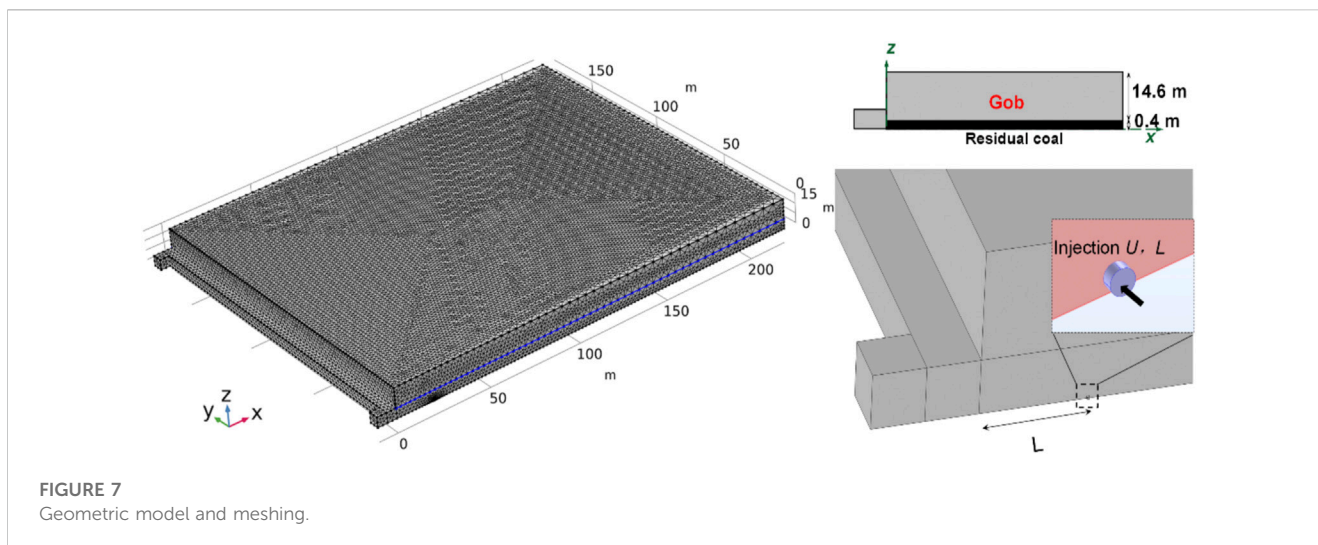 150
m
100
50
0
15
m
0
200
150
100
m
50
0
z
y
x
z
14.6 m
Gob
0.4 m
Residual coal
x
Injection U，L
L
FIGURE 7
Geometric model and meshing.